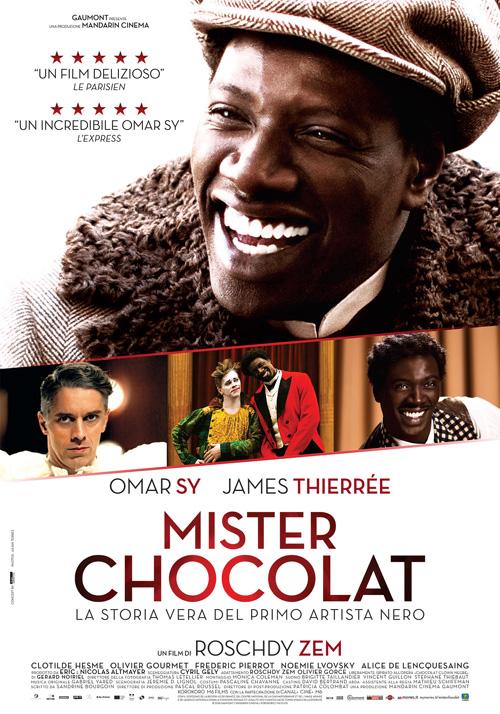 GAUMONT PRESENTA
UNA PRODUZIONE MANDARIN CINEMA
"UN FILM DELIZIOSO"
LE PARISIEN
"UN INCREDIBILE OMAR SY"
L'EXPRESS
OMAR SY JAMES THIERRÉE
MISTER
CHOCOLAT
LA STORIA VERA DEL PRIMO ARTISTA NERO
UN FILM DI ROSCHDY ZEM
CLOTILDE HESME OLIVIER GOURMET FREDERIC PIERROT NOEMIE LVOVSKY ALICE DE LENCQUESAING